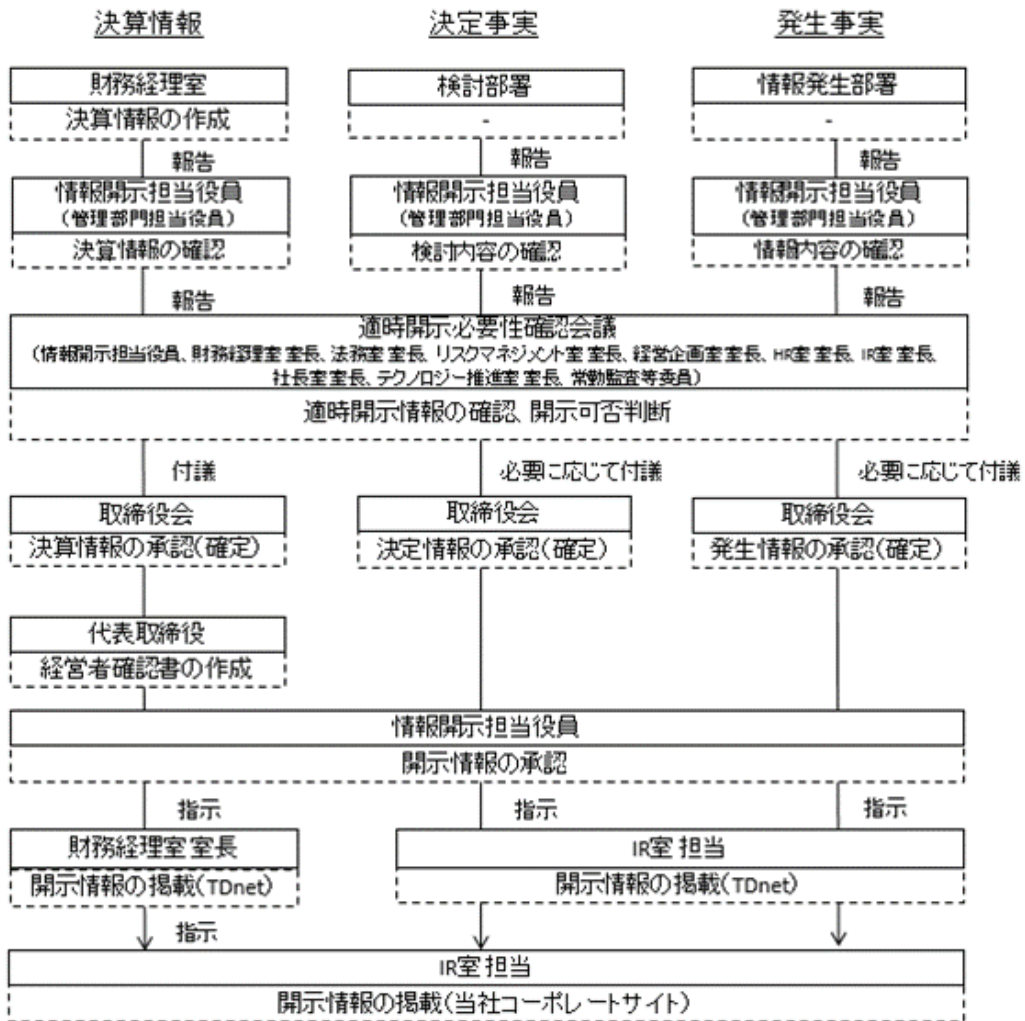 決算情報
決定事実
発生事実
財務経理室
検討部署
情報発生部署
決算情報の作成
-
-
報告
報告
報告
情報開示担当役員
(管理部門担当役員)
情報開示担当役員
(管理部門担当役員)
情報開示担当役員
(管理部門担当役員)
決算情報の確認
検討内容の確認
情報内容の確認
報告
報告
報告
適時開示必要性確認会議
(情報開示担当役員、財務経理室 室長、法務室 室長、リスクマネジメント室 室長、経営企画室 室長、HR室 室長、IR室 室長、
社長室 室長、テクノロジー推進室 室長、常勤監査等委員)
適時開示情報の確認、開示可否判断
付議
必要に応じて付議
必要に応じて付議
取締役会
取締役会
取締役会
決算情報の承認(確定)
決定情報の承認(確定)
発生情報の承認(確定)
代表取締役
経営者確認書の作成
情報開示担当役員
開示情報の承認
指示
指示
指示
財務経理室 室長
IR室 担当
開示情報の掲載(TDnet)
開示情報の掲載(TDnet)
指示
IR室 担当
開示情報の掲載(当社コーポレートサイト)